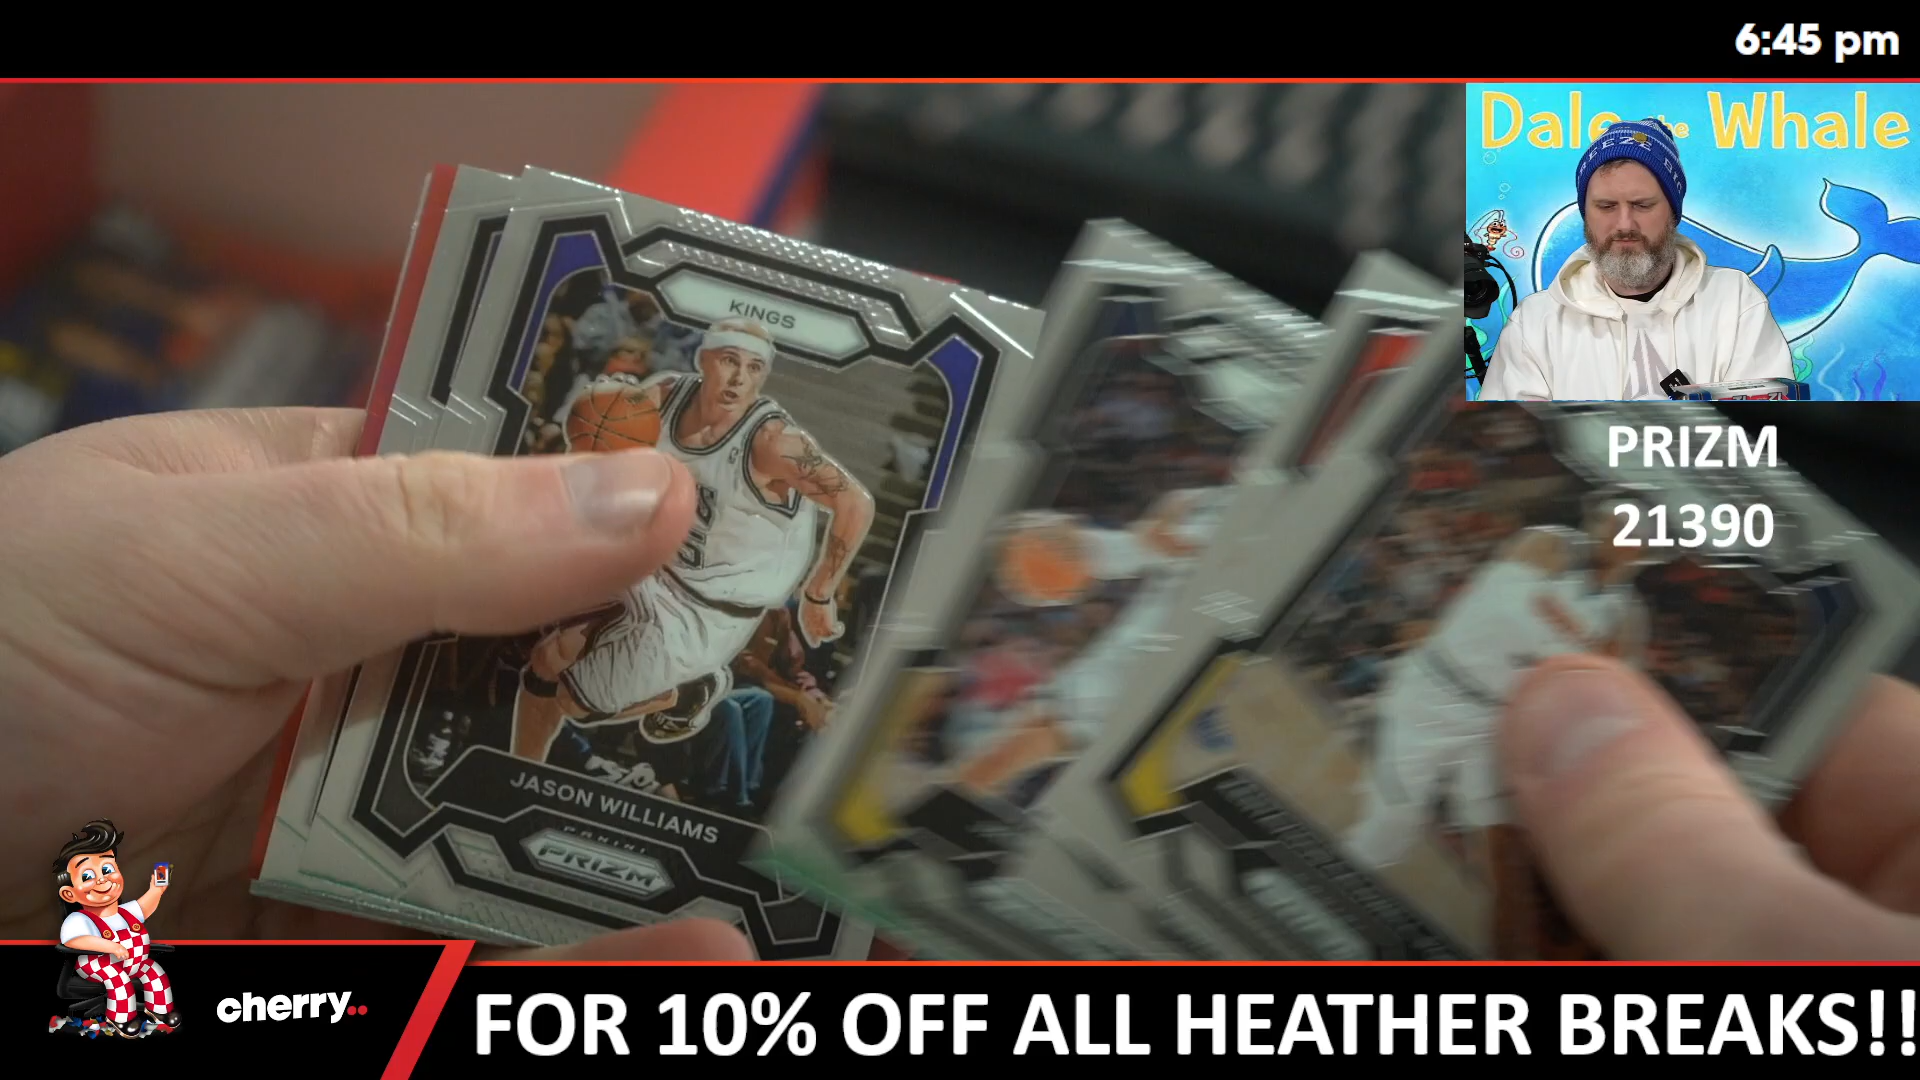 6:45 pm
Dale the Whale
PRIZM
21390
KINGS
JASON WILLIAMS
PANINI
PRIZM
cherry..
FOR 10% OFF ALL HEATHER BREAKS!!